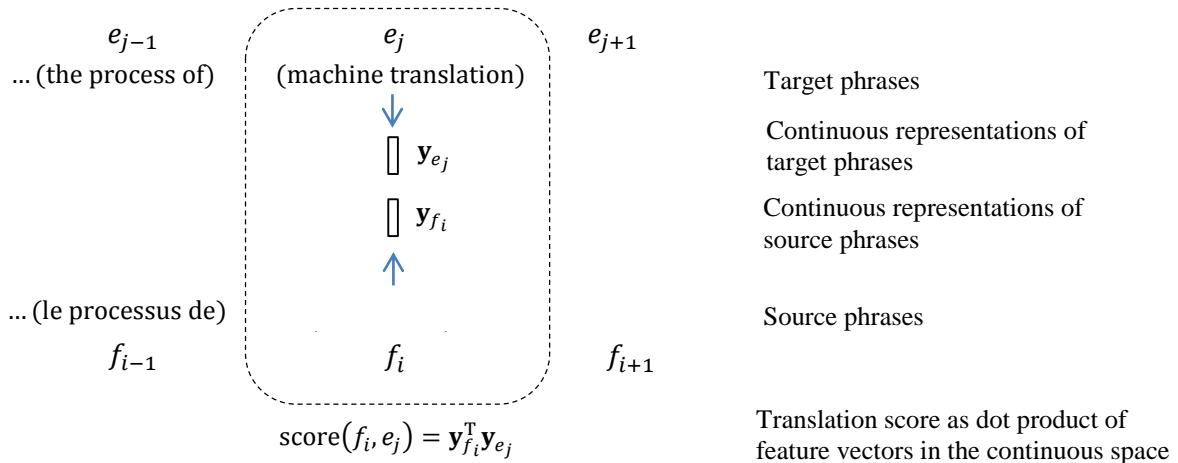 e_{j−1} e_j e_{j+1}
... (the process of) (machine translation) Target phrases
Continuous representations of
target phrases
y_{e_j}
y_{f_i}
Continuous representations of
source phrases
... (le processus de) Source phrases
f_{i−1} f_i f_{i+1}
score(f_i, e_j) = y_{f_i}^T y_{e_j}
Translation score as dot product of
feature vectors in the continuous space